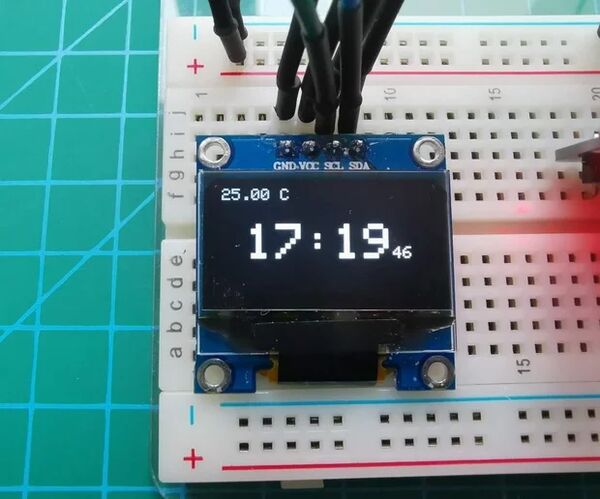 − 
+
1 10 15 20
j
i
h
g
f
GND VCC SCL SDA
25.00 C
17:19 46
e
d
c
b
a
15
−
+